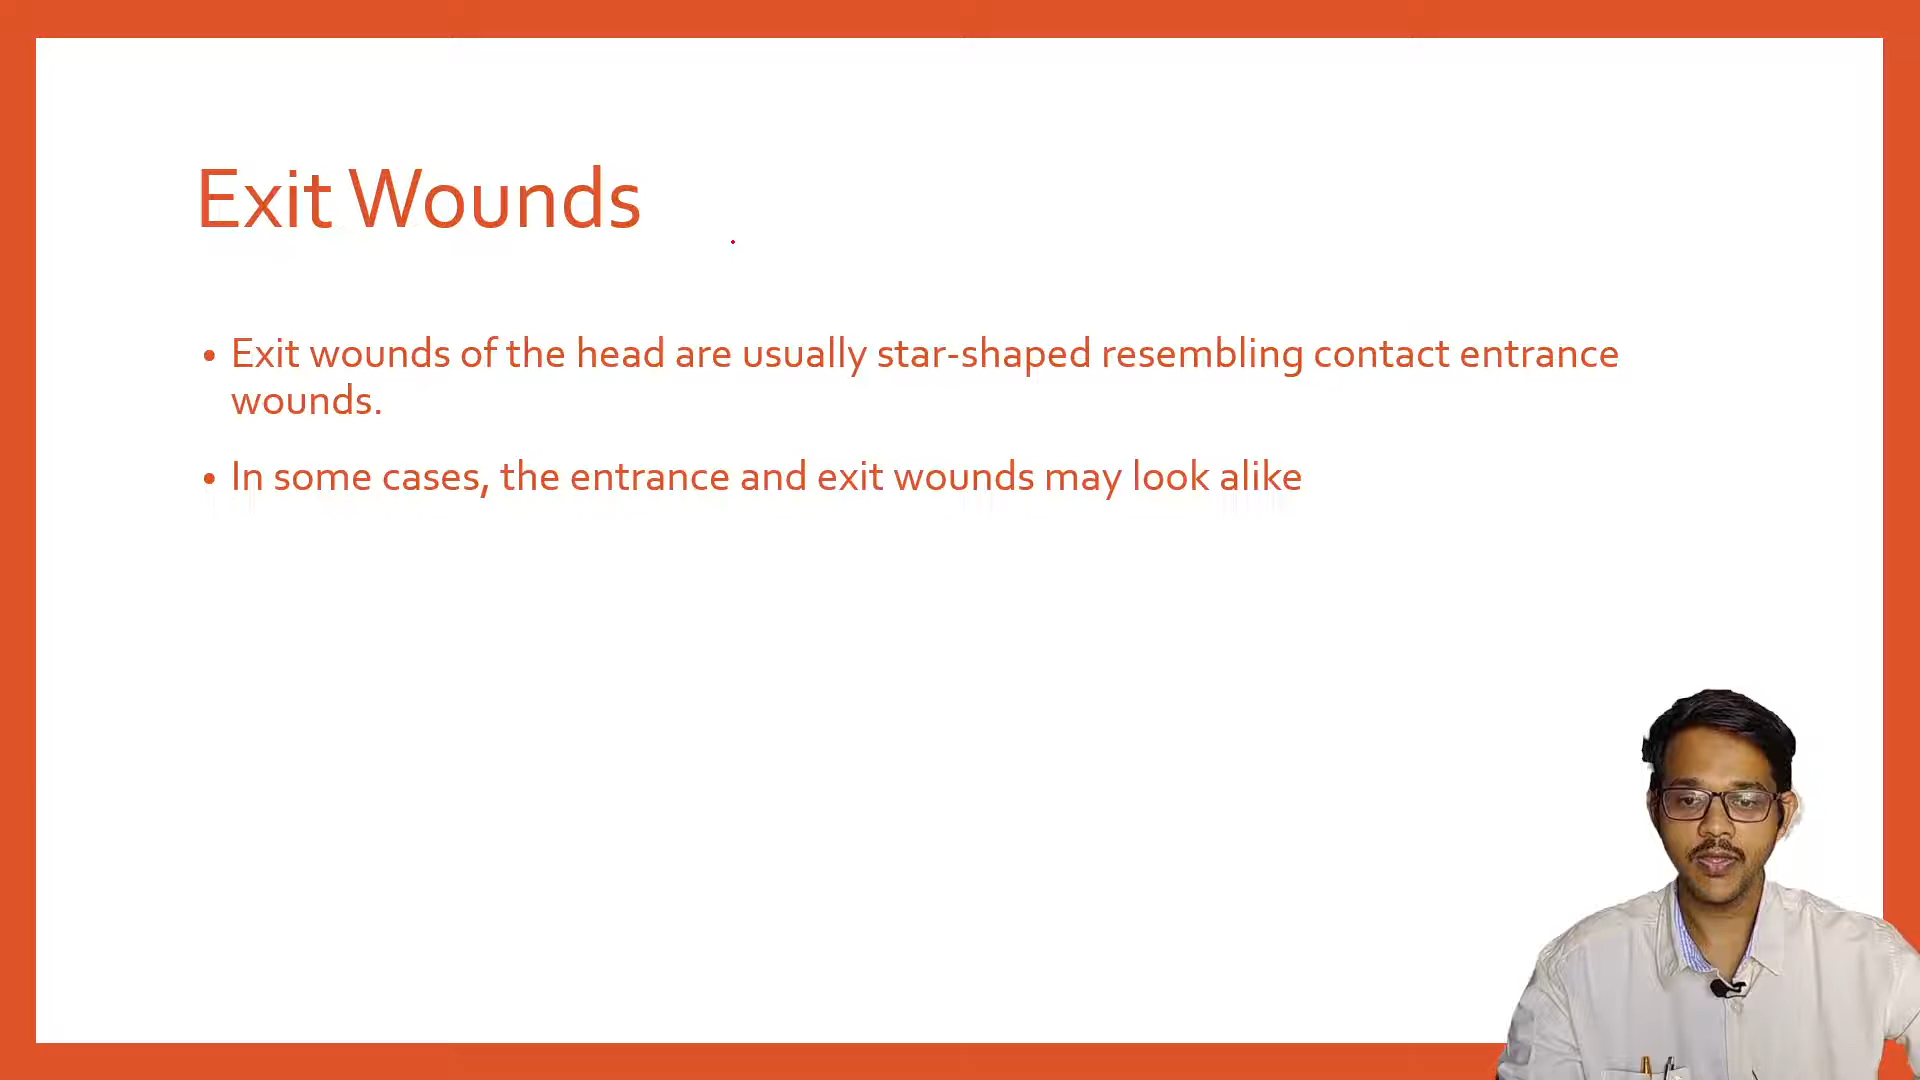 Exit Wounds
• Exit wounds of the head are usually star-shaped resembling contact entrance
wounds.
• In some cases, the entrance and exit wounds may look alike